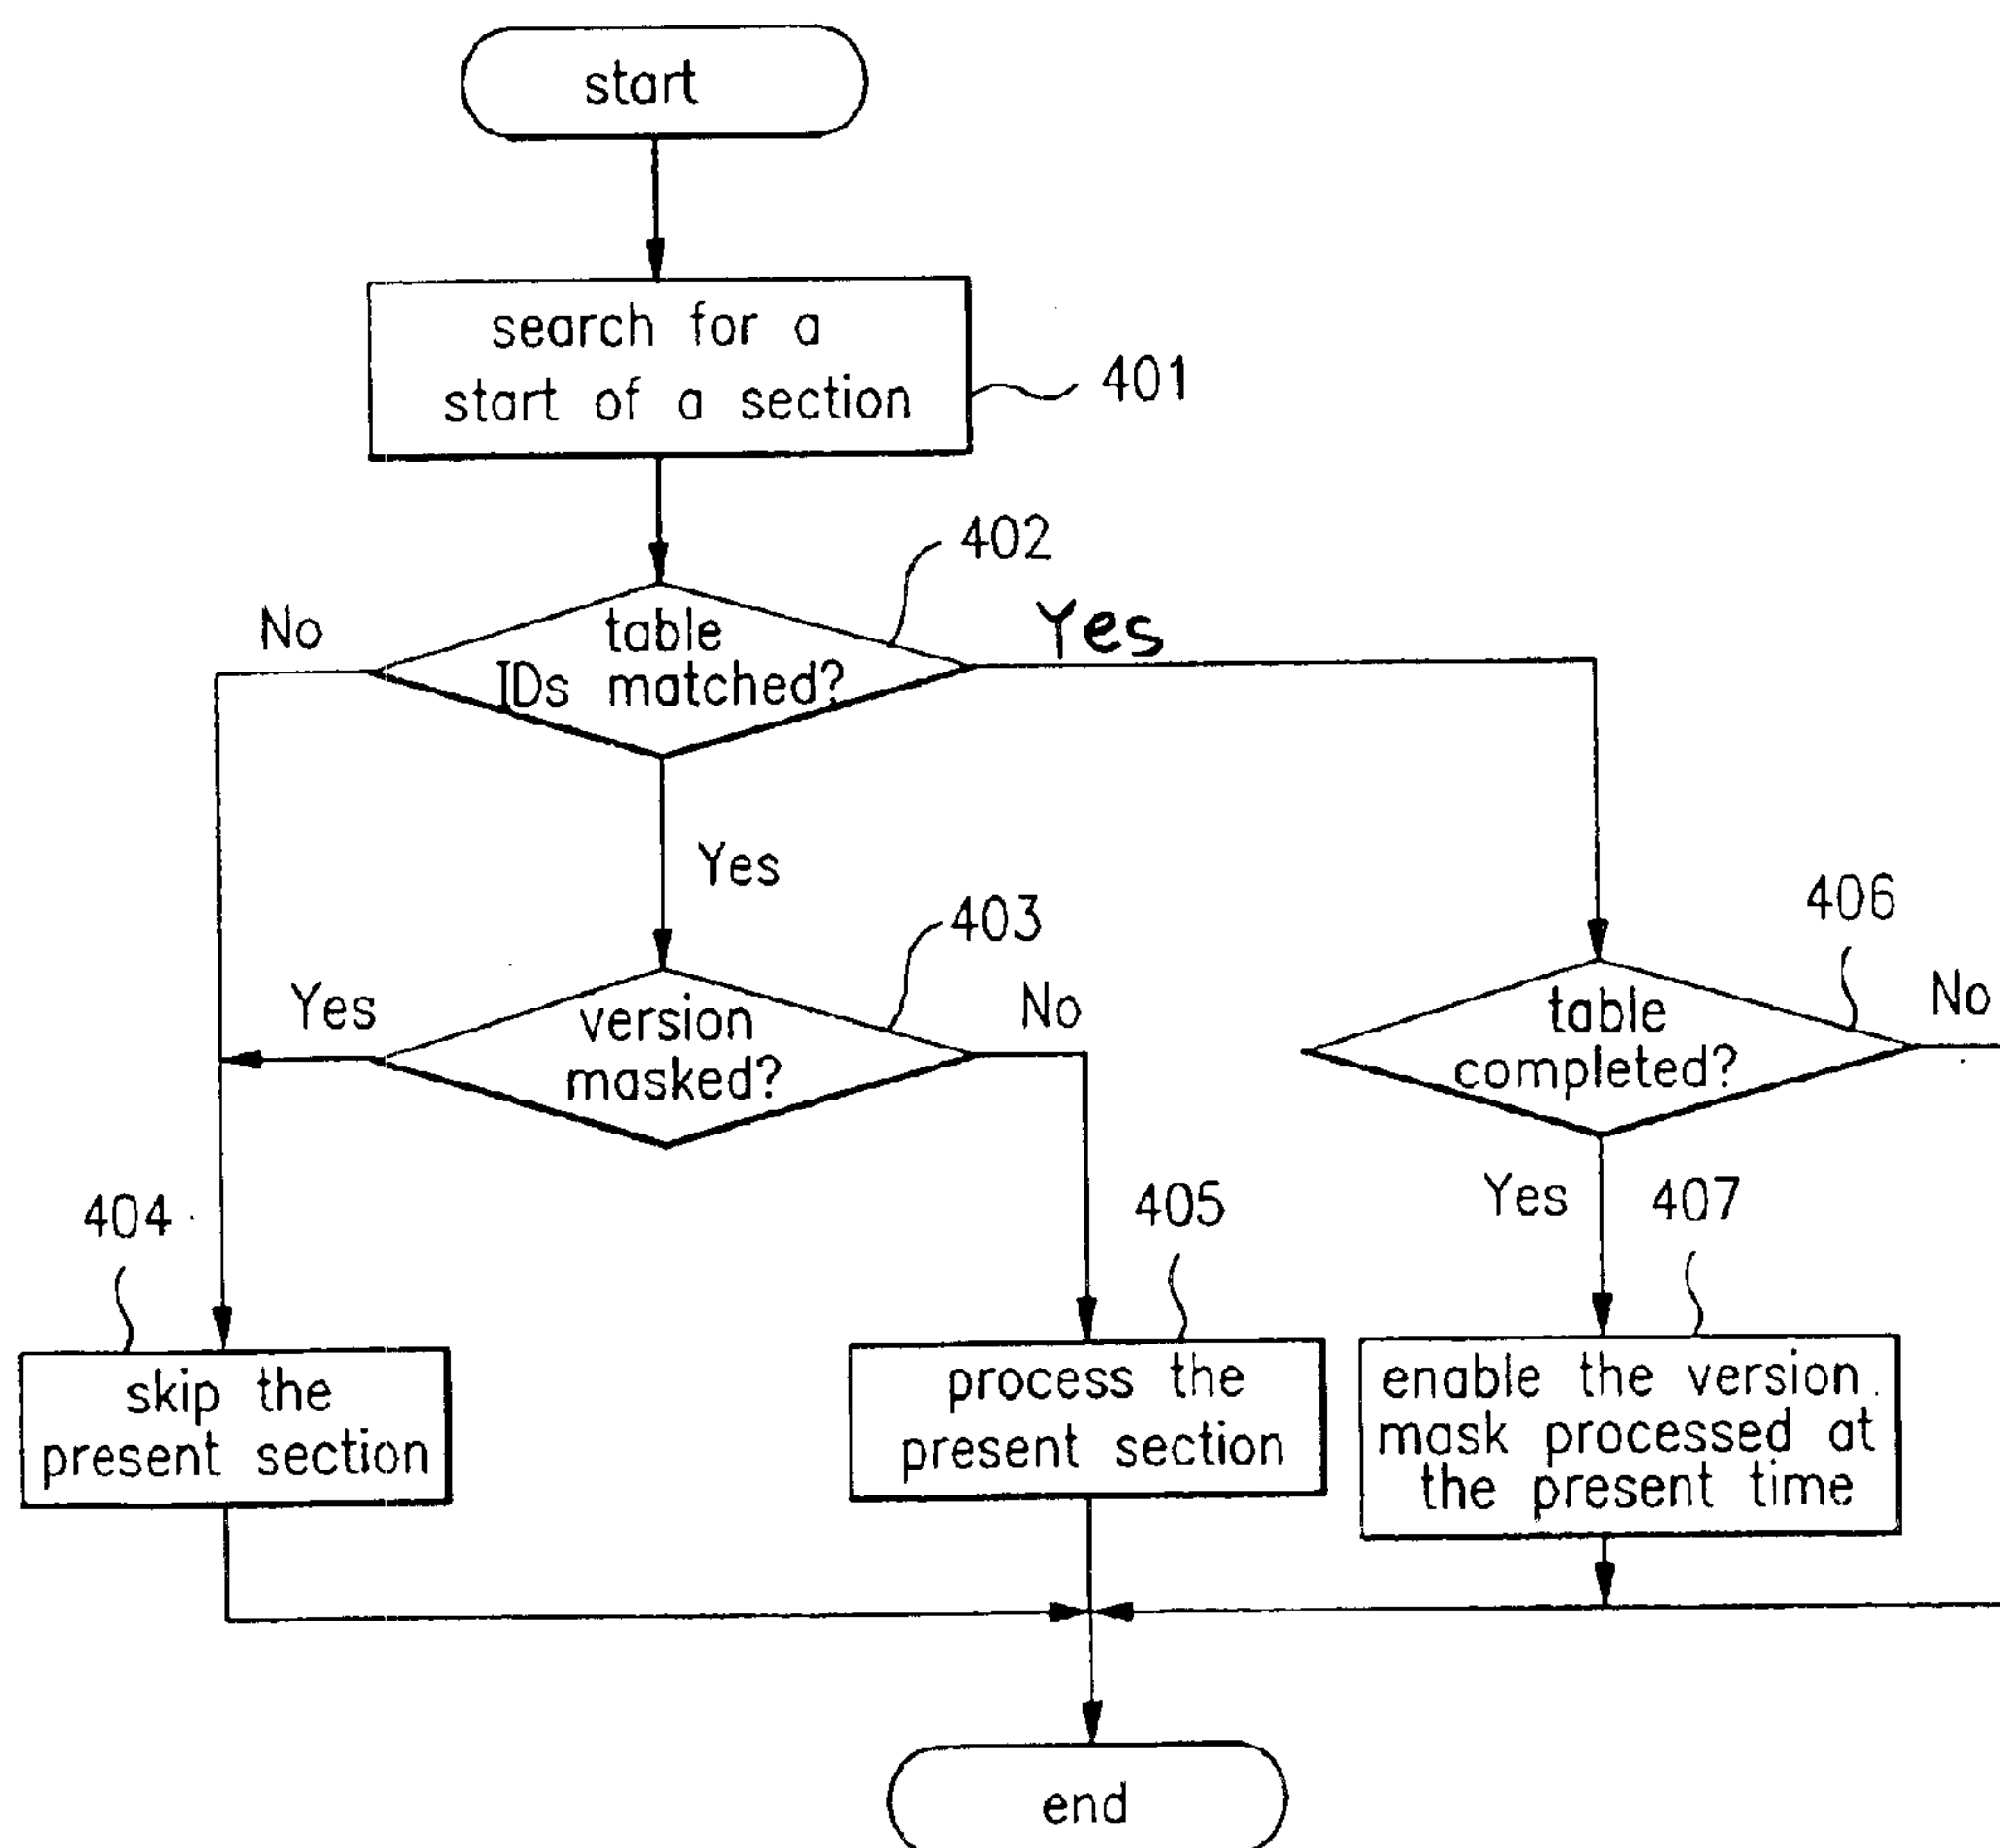 start
search for a
start of a section
401
402
No
table
IDs matched?
Yes
Yes
403
406
Yes
version
masked?
No
table
completed?
No
404
405
Yes
407
skip the
present section
process the
present section
enable the version
mask processed at
the present time
end